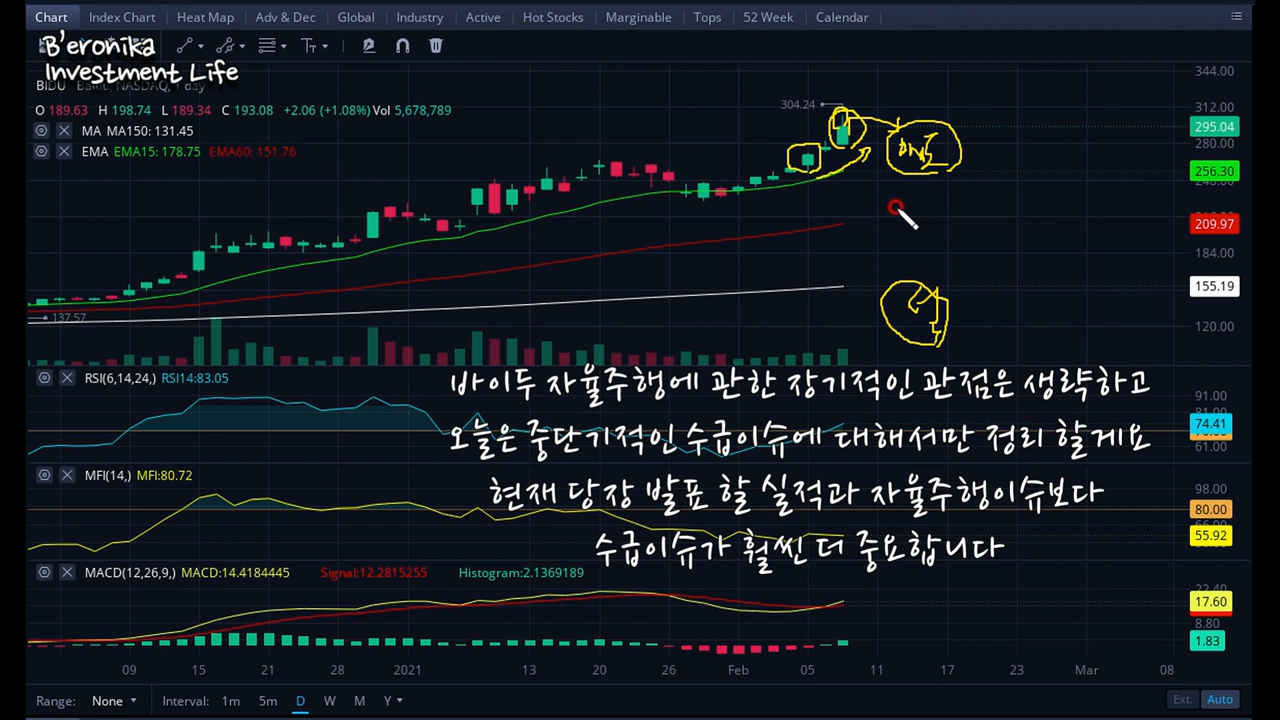 Chart Index Chart Heat Map Adv & Dec Global Industry Active Hot Stocks Marginable Tops 52 Week Calendar
B'eronika
Investment Life
O 189.63 H 198.74 L 189.34 C 193.08 +2.06 (+1.08%) Vol 5,678,789
MA MA150: 131.45
EMA EMA15: 178.75 EMA60: 151.76
304.24
137.57
344.00
312.00
295.04
280.00
256.30
209.97
184.00
155.19
120.00
바이두 자율주행에 관한 장기적인 관점은 생략하고
오늘은 중단기적인 수급이슈에 대해서만 정리 할게요
현재 당장 발표 할 실적과 자율주행이슈보다
수급이슈가 훨씬 더 중요합니다
RSI(6,14,24,) RSI14:83.05
91.00
74.41
61.00
MFI(14,) MFI:80.72
98.00
80.00
55.92
MACD(12,26,9,) MACD:14.4184445 Signal:12.2815255 Histogram:2.1369189
17.60
8.80
1.83
09 15 21 28 2021 13 20 26 Feb 05 11 17 23 Mar 08
Range: None Interval: 1m 5m D W M Y Ext. Auto